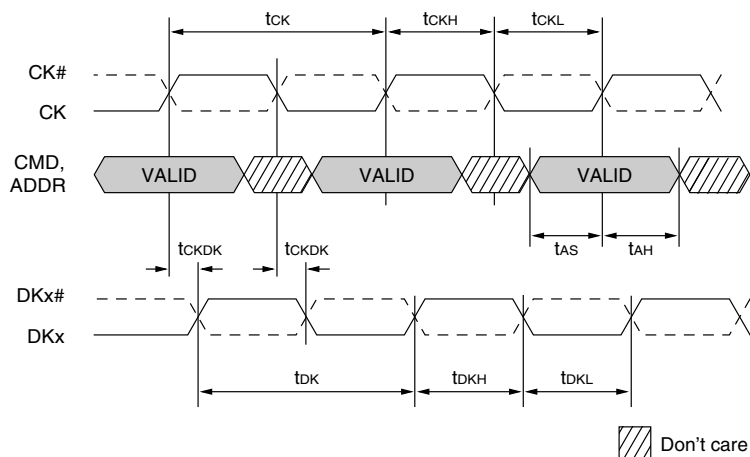 tCK tCKH tCKL
CK#
CK
CMD,
ADDR
VALID VALID VALID
tCKDK tCKDK tAS tAH
DKx#
DKx
tDK tDKH tDKL
Don't care